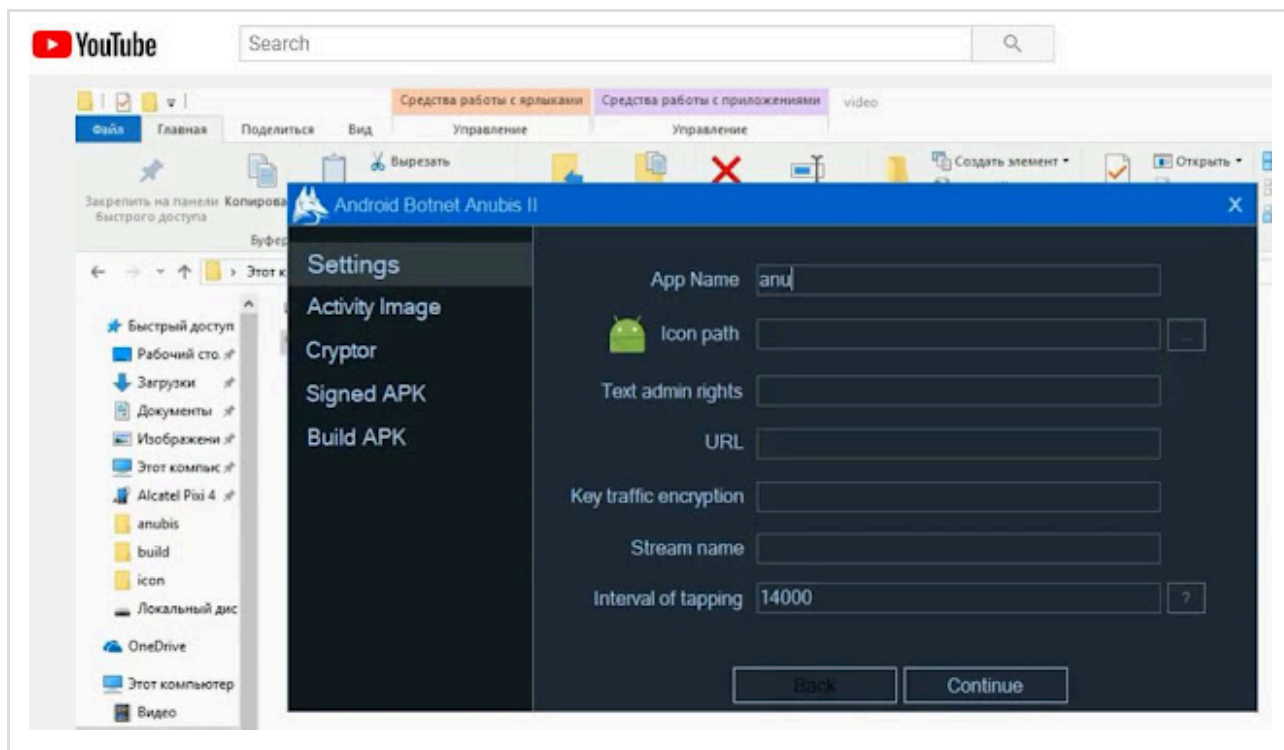 YouTube
Search
Средства работы с ярлыками
Средства работы с приложениями
video
Файл
Главная
Поделиться
Вид
Управление
Управление
Вырезать
Создать элемент
Открыть
Закрепить на панели
быстрого доступа
Копирова
Буфер
Android Botnet Anubis II
X
Этот к
Settings
Activity Image
Cryptor
Signed APK
Build APK
App Name
anu
Icon path
...
Text admin rights
URL
Key traffic encryption
Stream name
Interval of tapping
14000
?
Back
Continue
Быстрый доступ
Рабочий сто.
Загрузки
Документы
Изображени
Этот компьс
Alcatel Pixi 4
anubis
build
icon
Локальный дис
OneDrive
Этот компьютер
Видео